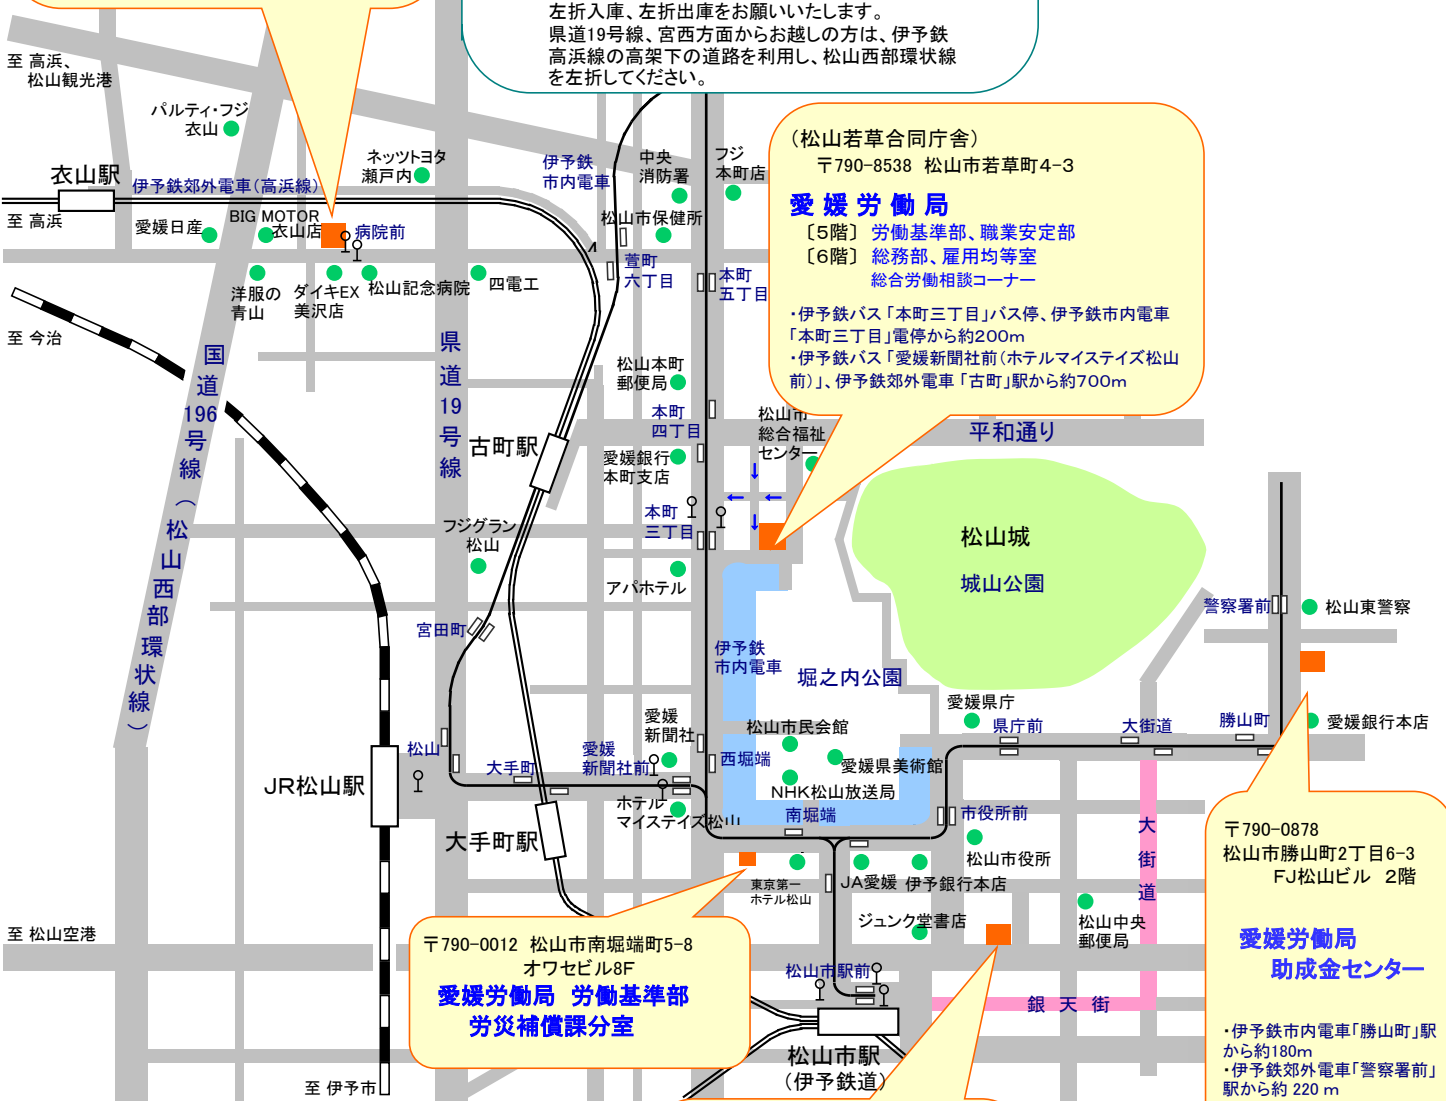 左折入庫、左折出庫をお願いいたします。
県道19号線、宮西方面からお越しの方は、伊予鉄
高浜線の高架下の道路を利用し、松山西部環状線
を左折してください。
至 高浜、
松山観光港
パルティ・フジ
衣山
衣山駅
伊予鉄郊外電車(高浜線)
ネッツトヨタ
瀬戸内
伊予鉄
市内電車
中央
消防署
フジ
本町店
至 高浜
愛媛日産
BIG MOTOR
衣山店
病院前
松山市保健所
洋服の
青山
ダイキEX
美沢店
松山記念病院
四電工
萱町
六丁目
本町
五丁目
(松山若草合同庁舎)
〒790-8538 松山市若草町4-3
愛媛労働局
〔5階〕 労働基準部、職業安定部
〔6階〕 総務部、雇用均等室
総合労働相談コーナー
・伊予鉄バス「本町三丁目」バス停、伊予鉄市内電車
「本町三丁目」電停から約200m
・伊予鉄バス「愛媛新聞社前(ホテルマイステイズ松山
前)」、伊予鉄郊外電車「古町」駅から約700m
至 今治
国道196号線(松山西部環状線)
県道19号線
松山本町
郵便局
本町
四丁目
松山市
総合福祉
センター
平和通り
古町駅
愛媛銀行
本町支店
フジグラン
松山
本町
三丁目
アパホテル
松山城
城山公園
宮田町
伊予鉄
市内電車
堀之内公園
警察署前
松山東警察
愛媛県庁
県庁前
大街道
勝山町
愛媛銀行本店
松山
JR松山駅
大手町
愛媛
新聞社
愛媛
新聞社前
松山市民会館
西堀端
愛媛県美術館
NHK松山放送局
ホテル
マイステイズ松山
南堀端
市役所前
大手町駅
松山市役所
大街道
東京第一
ホテル松山
JA愛媛
伊予銀行本店
ジュンク堂書店
松山中央
郵便局
〒790-0878
松山市勝山町2丁目6-3
FJ松山ビル 2階
愛媛労働局
助成金センター
・伊予鉄市内電車「勝山町」駅
から約180m
・伊予鉄郊外電車「警察署前」
駅から約 220 m
至 松山空港
〒790-0012 松山市南堀端町5-8
オワセビル8F
愛媛労働局 労働基準部
労災補償課分室
松山市駅前
銀天街
松山市駅
(伊予鉄道)
至 伊予市